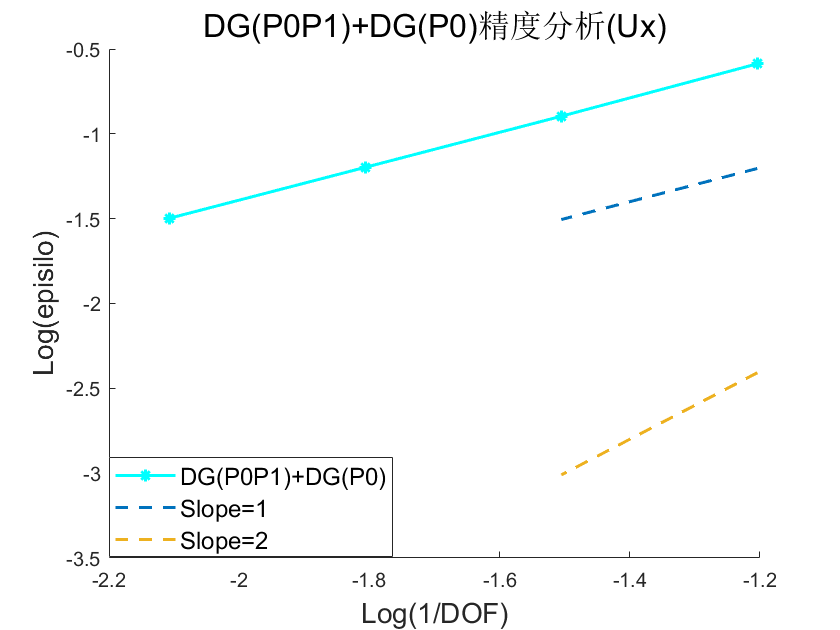 DG(P0P1)+DG(P0)精度分析(Ux)
-0.5
-1
-1.5
-2
-2.5
-3
-3.5
Log(episilo)
DG(P0P1)+DG(P0)
Slope=1
Slope=2
-2.2 -2 -1.8 -1.6 -1.4 -1.2
Log(1/DOF)